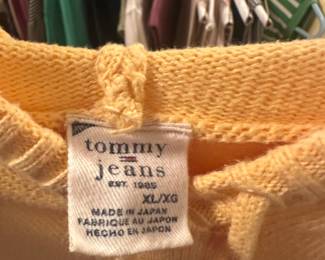 tommy
jeans
EST. 1985
XL/XG
MADE IN JAPAN
FABRIQUE AU JAPON
HECHO EN JAPON